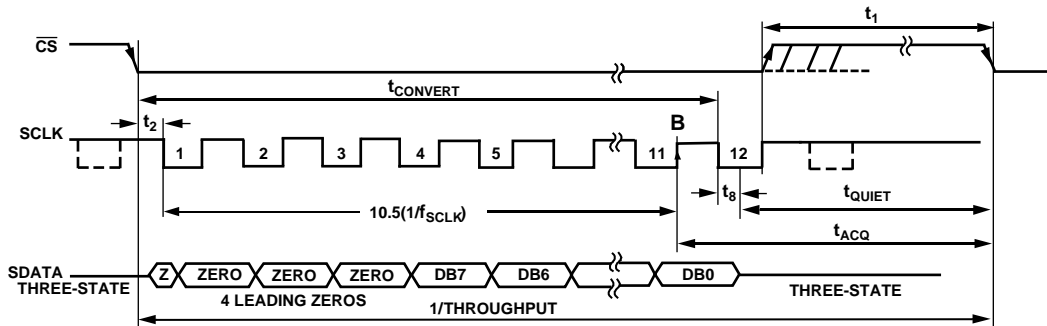 t1
CS
tCONVERT
t2
B
SCLK
1 2 3 4 5 11 12
t8
tQUIET
10.5(1/fSCLK)
tACQ
SDATA
Z ZERO ZERO ZERO DB7 DB6 DB0
THREE-STATE
THREE-STATE
4 LEADING ZEROS
1/THROUGHPUT